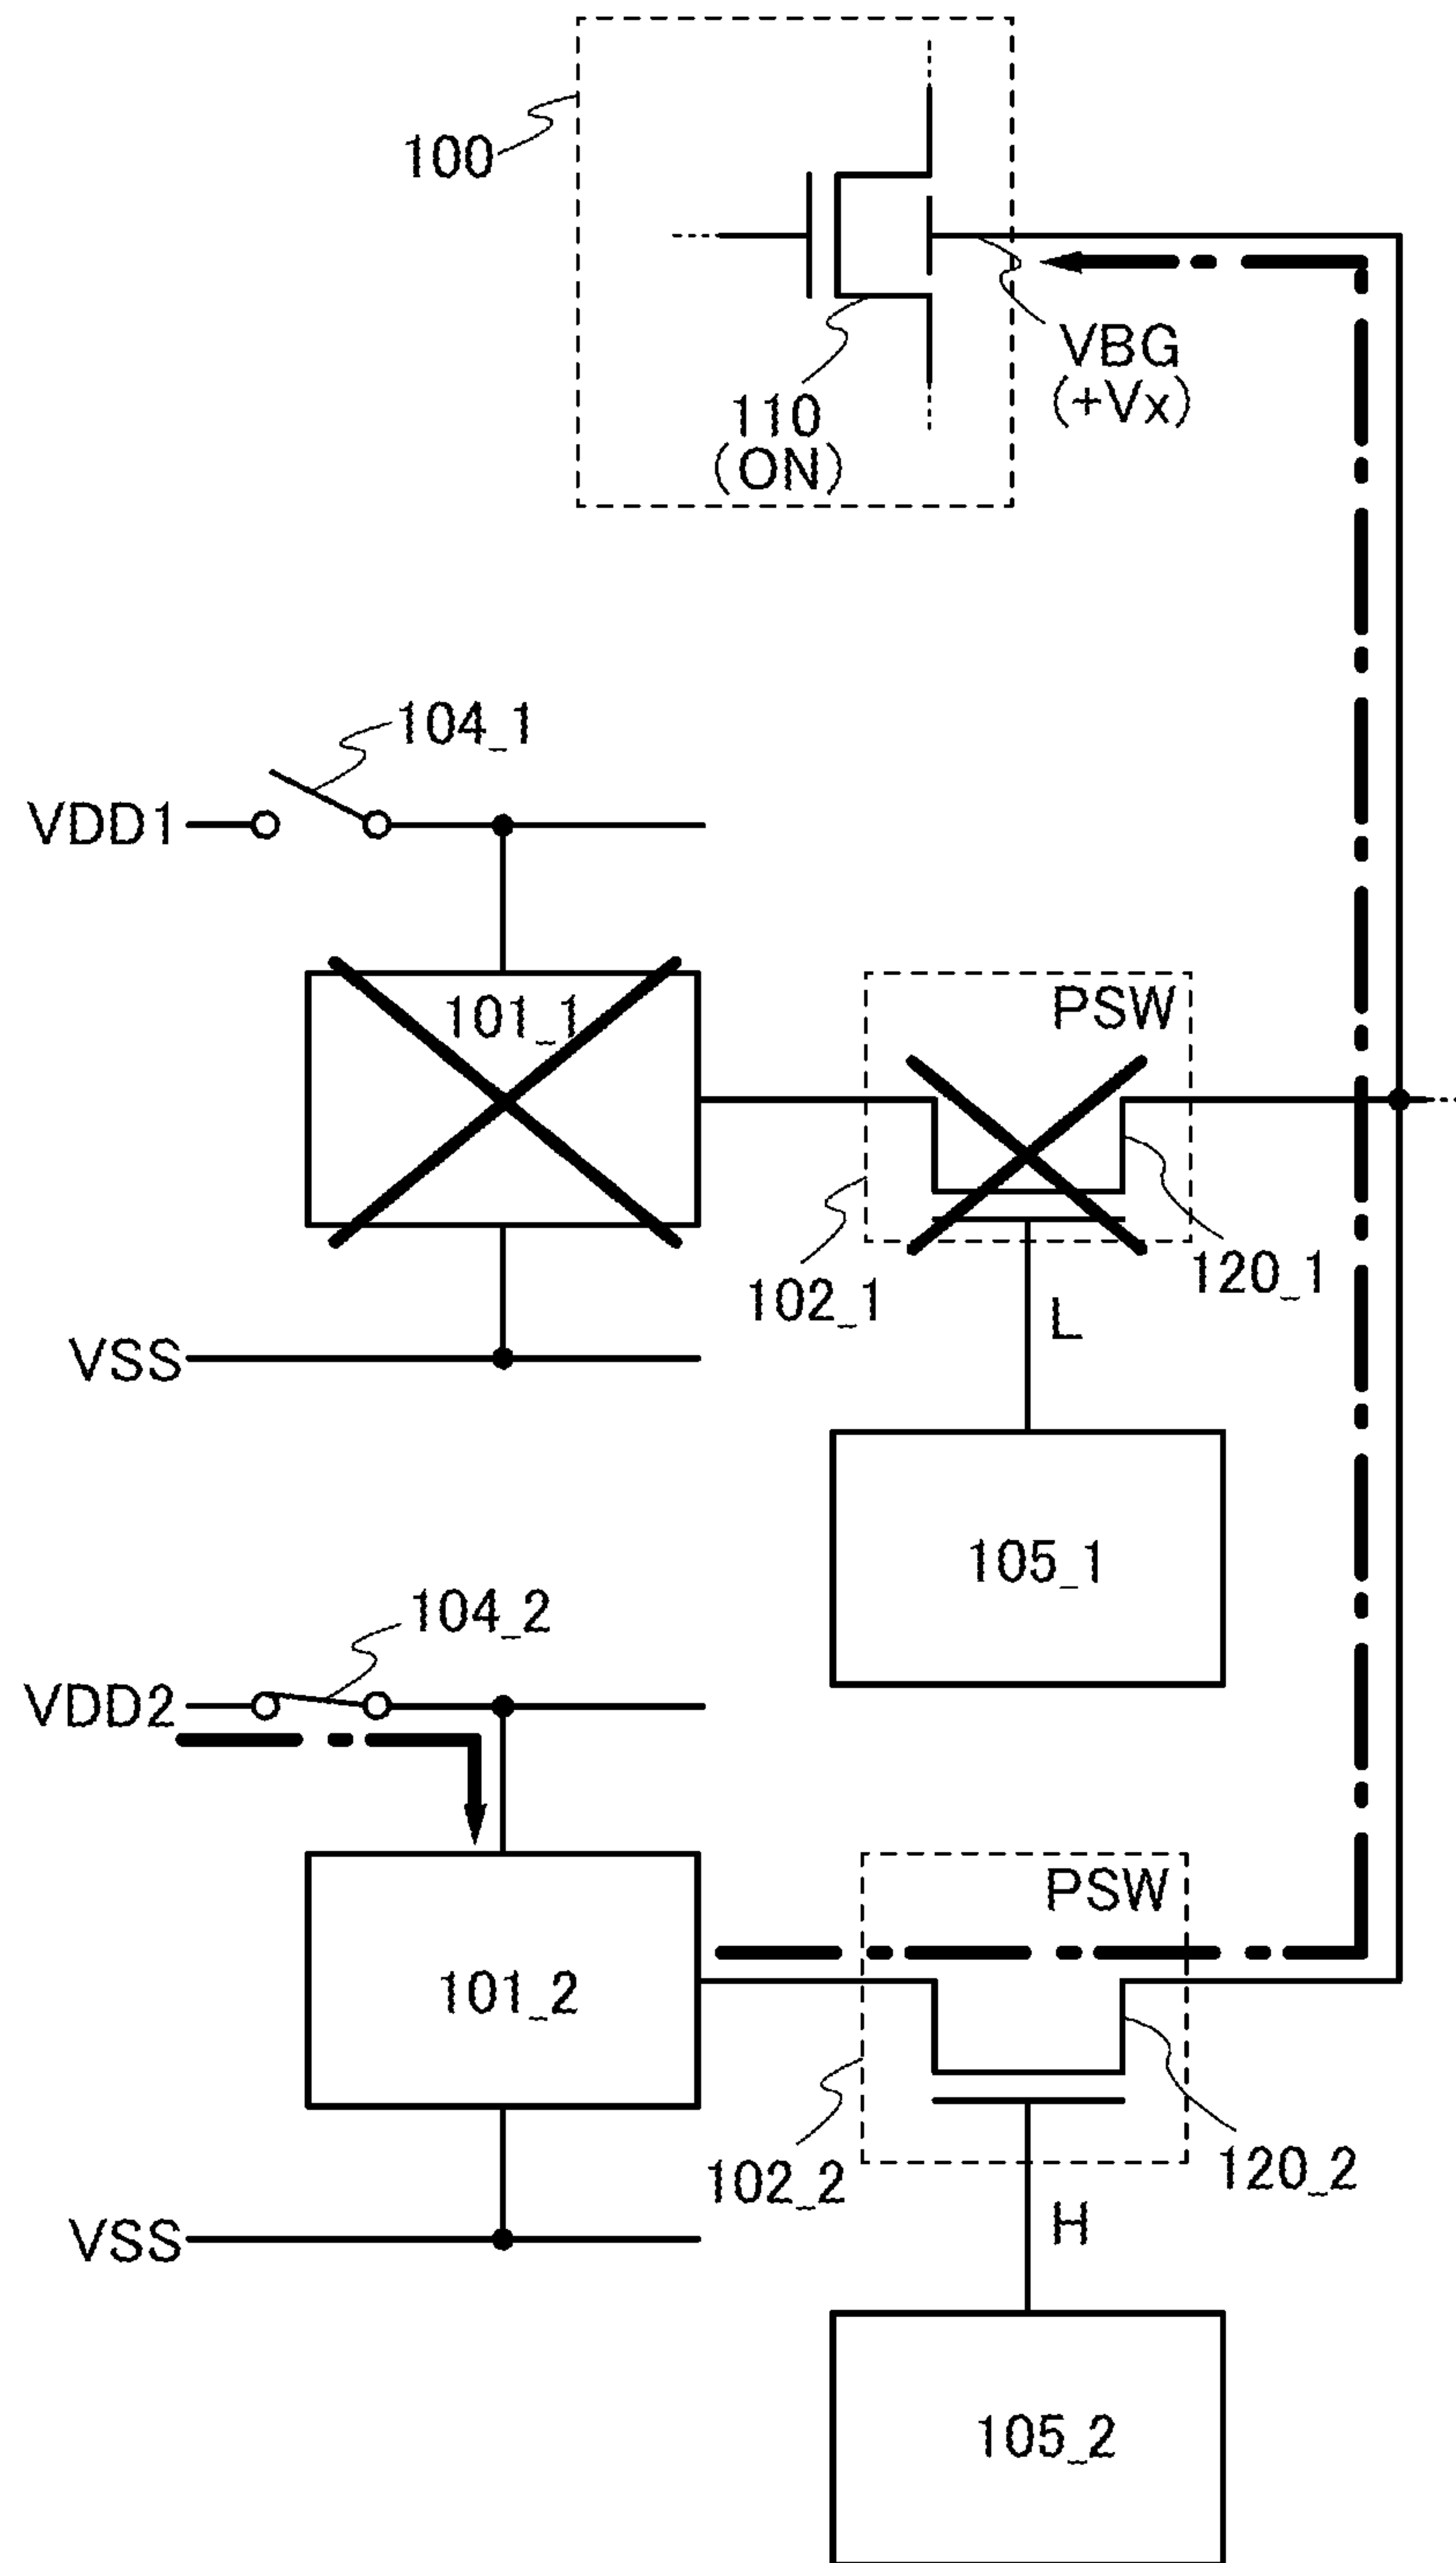 100
VBG
(+Vx)
110
(ON)
104_1
VDD1
101_1
PSW
102_1
120_1
L
VSS
105_1
104_2
VDD2
PSW
101_2
102_2
120_2
H
VSS
105_2